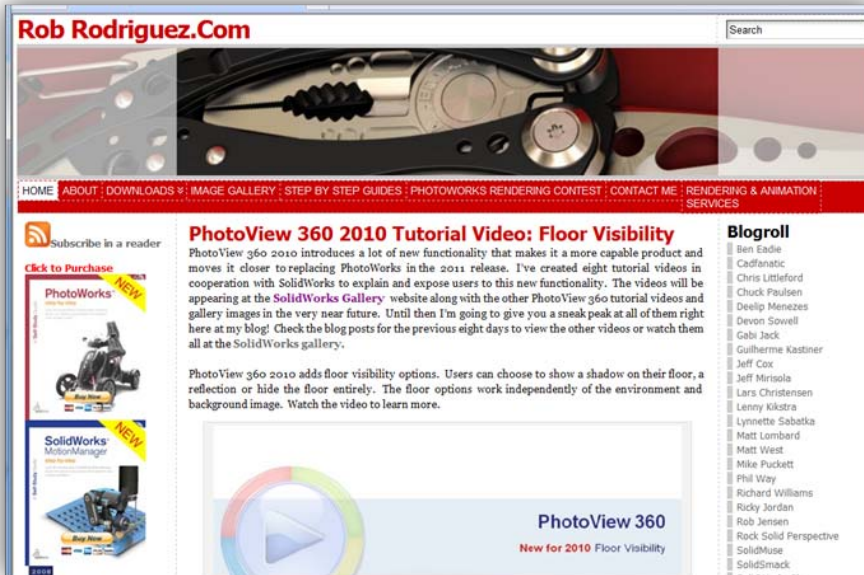 Rob Rodriguez.Com
Search
HOME
ABOUT
DOWNLOADS
IMAGE GALLERY
STEP BY STEP GUIDES
PHOTOWORKS RENDERING CONTEST
CONTACT ME
RENDERING & ANIMATION
SERVICES
Subscribe in a reader
Click to Purchase
NEW
PhotoWorks
Buy Now
NEW
SolidWorks
MotionManager
Buy Now
2008
PhotoView 360 2010 Tutorial Video: Floor Visibility
PhotoView 360 2010 introduces a lot of new functionality that makes it a more capable product and
moves it closer to replacing PhotoWorks in the 2011 release. I've created eight tutorial videos in
cooperation with SolidWorks to explain and expose users to this new functionality. The videos will be
appearing at the SolidWorks Gallery website along with the other PhotoView 360 tutorial videos and
gallery images in the very near future. Until then I'm going to give you a sneak peak at all of them right
here at my blog! Check the blog posts for the previous eight days to view the other videos or watch them
all at the SolidWorks gallery.
PhotoView 360 2010 adds floor visibility options. Users can choose to show a shadow on their floor, a
reflection or hide the floor entirely. The floor options work independently of the environment and
background image. Watch the video to learn more.
PhotoView 360
New for 2010 Floor Visibility
Blogroll
Ben Eadie
Cadfanatic
Chris Littleford
Chuck Paulsen
Deelip Menezes
Devon Sowell
Gabi Jack
Guilherme Kastner
Jeff Cox
Jeff Mirisola
Lars Christensen
Lenny Kikstra
Lynnette Sabatka
Matt Lombard
Matt West
Mike Puckett
Phil Way
Richard Williams
Ricky Jordan
Rob Jensen
Rock Solid Perspective
SolidMuse
SolidSmack